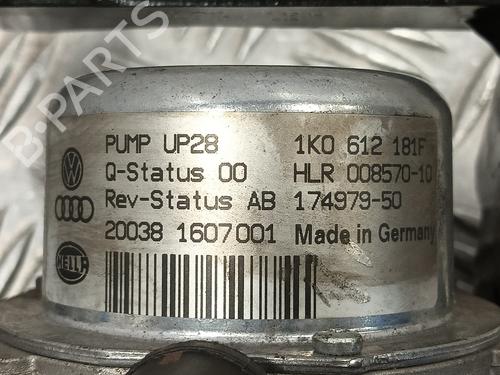 B-PARTS
PUMP UP28 1K0 612 181F
Q-Status 00 HLR 008570-10
Rev-Status AB 174979-50
20038 1607001 Made in Germany
HELLA